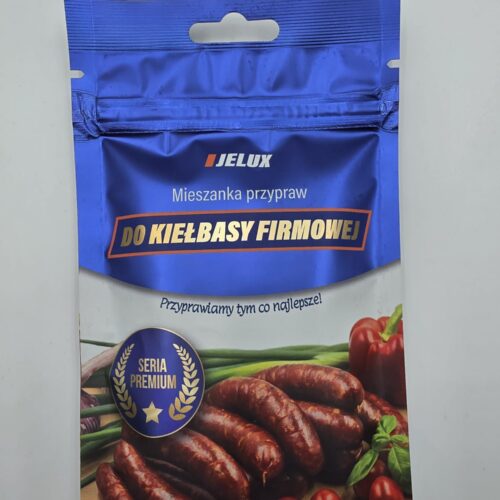 JELUX
Mieszanka przypraw
DO KIEŁBASY FIRMOWEJ
Przyprawiamy tym co najlepsze!
SERIA
PREMIUM